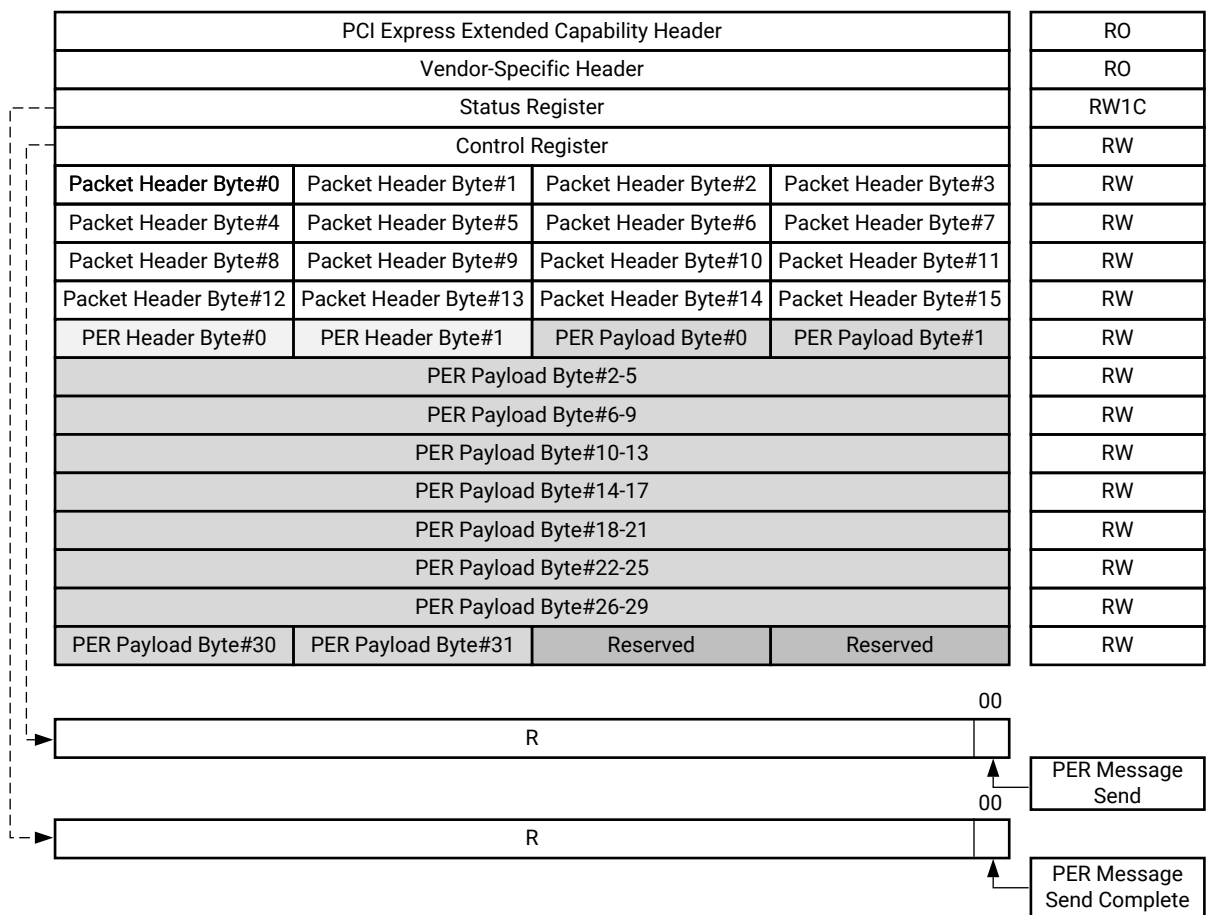 PCI Express Extended Capability Header RO
Vendor-Specific Header RO
Status Register RW1C
Control Register RW
Packet Header Byte#0 Packet Header Byte#1 Packet Header Byte#2 Packet Header Byte#3 RW
Packet Header Byte#4 Packet Header Byte#5 Packet Header Byte#6 Packet Header Byte#7 RW
Packet Header Byte#8 Packet Header Byte#9 Packet Header Byte#10 Packet Header Byte#11 RW
Packet Header Byte#12 Packet Header Byte#13 Packet Header Byte#14 Packet Header Byte#15 RW
PER Header Byte#0 PER Header Byte#1 PER Payload Byte#0 PER Payload Byte#1 RW
PER Payload Byte#2-5 RW
PER Payload Byte#6-9 RW
PER Payload Byte#10-13 RW
PER Payload Byte#14-17 RW
PER Payload Byte#18-21 RW
PER Payload Byte#22-25 RW
PER Payload Byte#26-29 RW
PER Payload Byte#30 PER Payload Byte#31 Reserved Reserved RW
00
R
PER Message
Send
00
R
PER Message
Send Complete